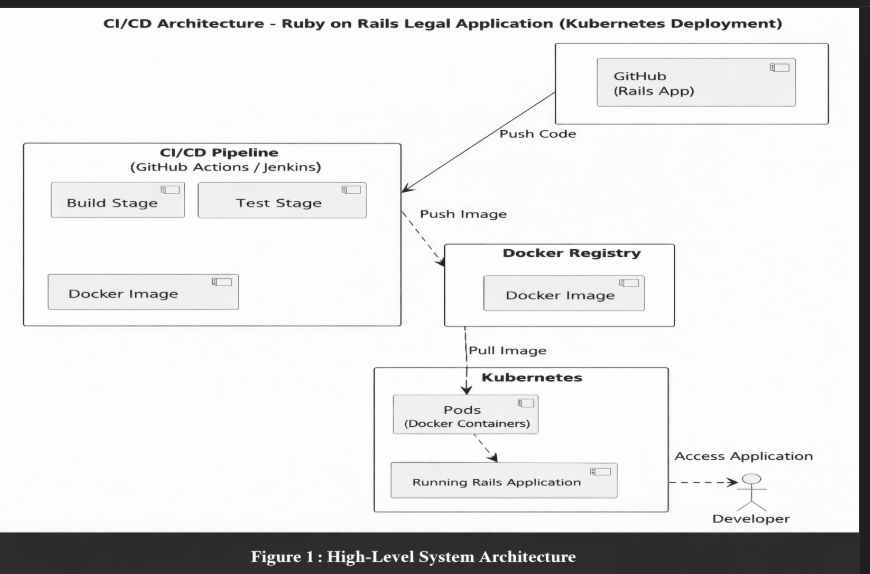 CI/CD Architecture - Ruby on Rails Legal Application (Kubernetes Deployment)
GitHub
(Rails App)
Push Code
CI/CD Pipeline
(GitHub Actions / Jenkins)
Build Stage
Test Stage
Push Image
Docker Image
Docker Registry
Docker Image
Pull Image
Kubernetes
Pods
(Docker Containers)
Running Rails Application
Access Application
Developer
Figure 1 : High-Level System Architecture